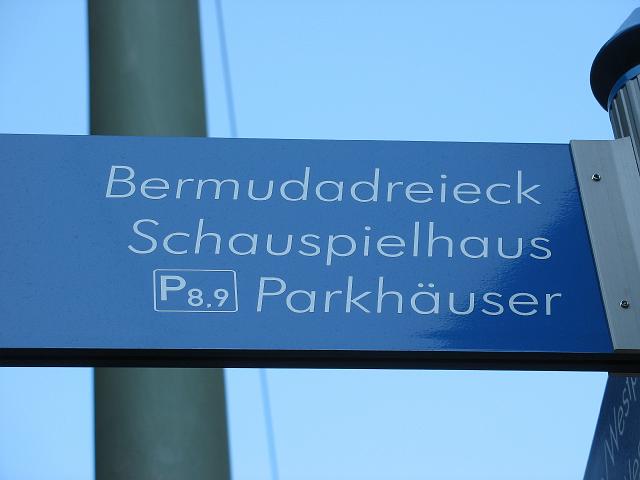 Bermudadreieck
Schauspielhaus
P8,9 Parkhäuser